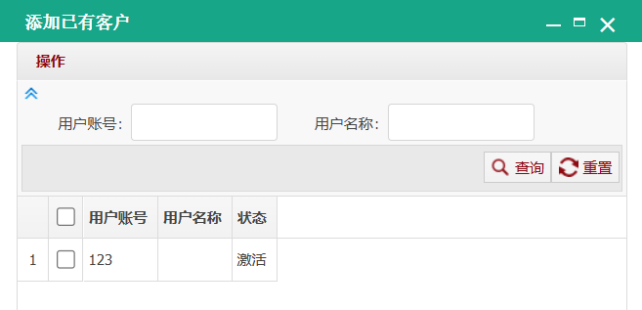 添加已有客户
操作
用户账号： 用户名称：
查询 重置
用户账号 用户名称 状态
1 123 激活